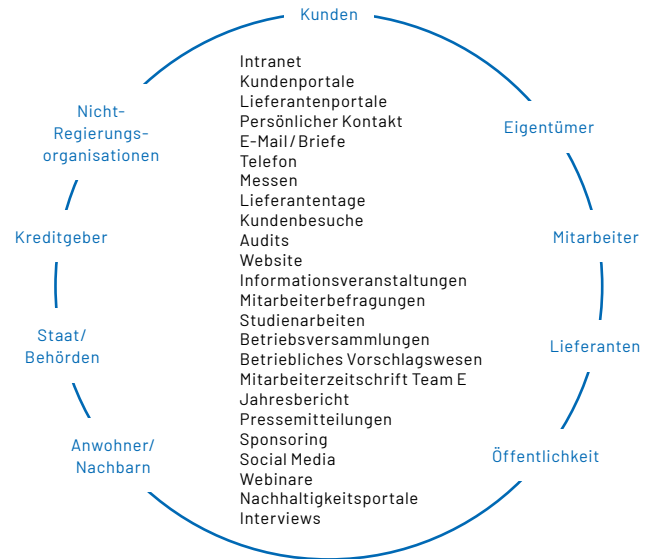 Kunden
Intranet
Kundenportale
Lieferantenportale
Persönlicher Kontakt
E-Mail / Briefe
Telefon
Messen
Lieferantentage
Kundenbesuche
Audits
Website
Informationsveranstaltungen
Mitarbeiterbefragungen
Studienarbeiten
Betriebsversammlungen
Betriebliches Vorschlagswesen
Mitarbeiterzeitschrift Team E
Jahresbericht
Pressemitteilungen
Sponsoring
Social Media
Webinare
Nachhaltigkeitsportale
Interviews
Eigentümer
Mitarbeiter
Lieferanten
Öffentlichkeit
Anwohner/
Nachbarn
Staat/
Behörden
Kreditgeber
Nicht-
Regierungs-
organisationen